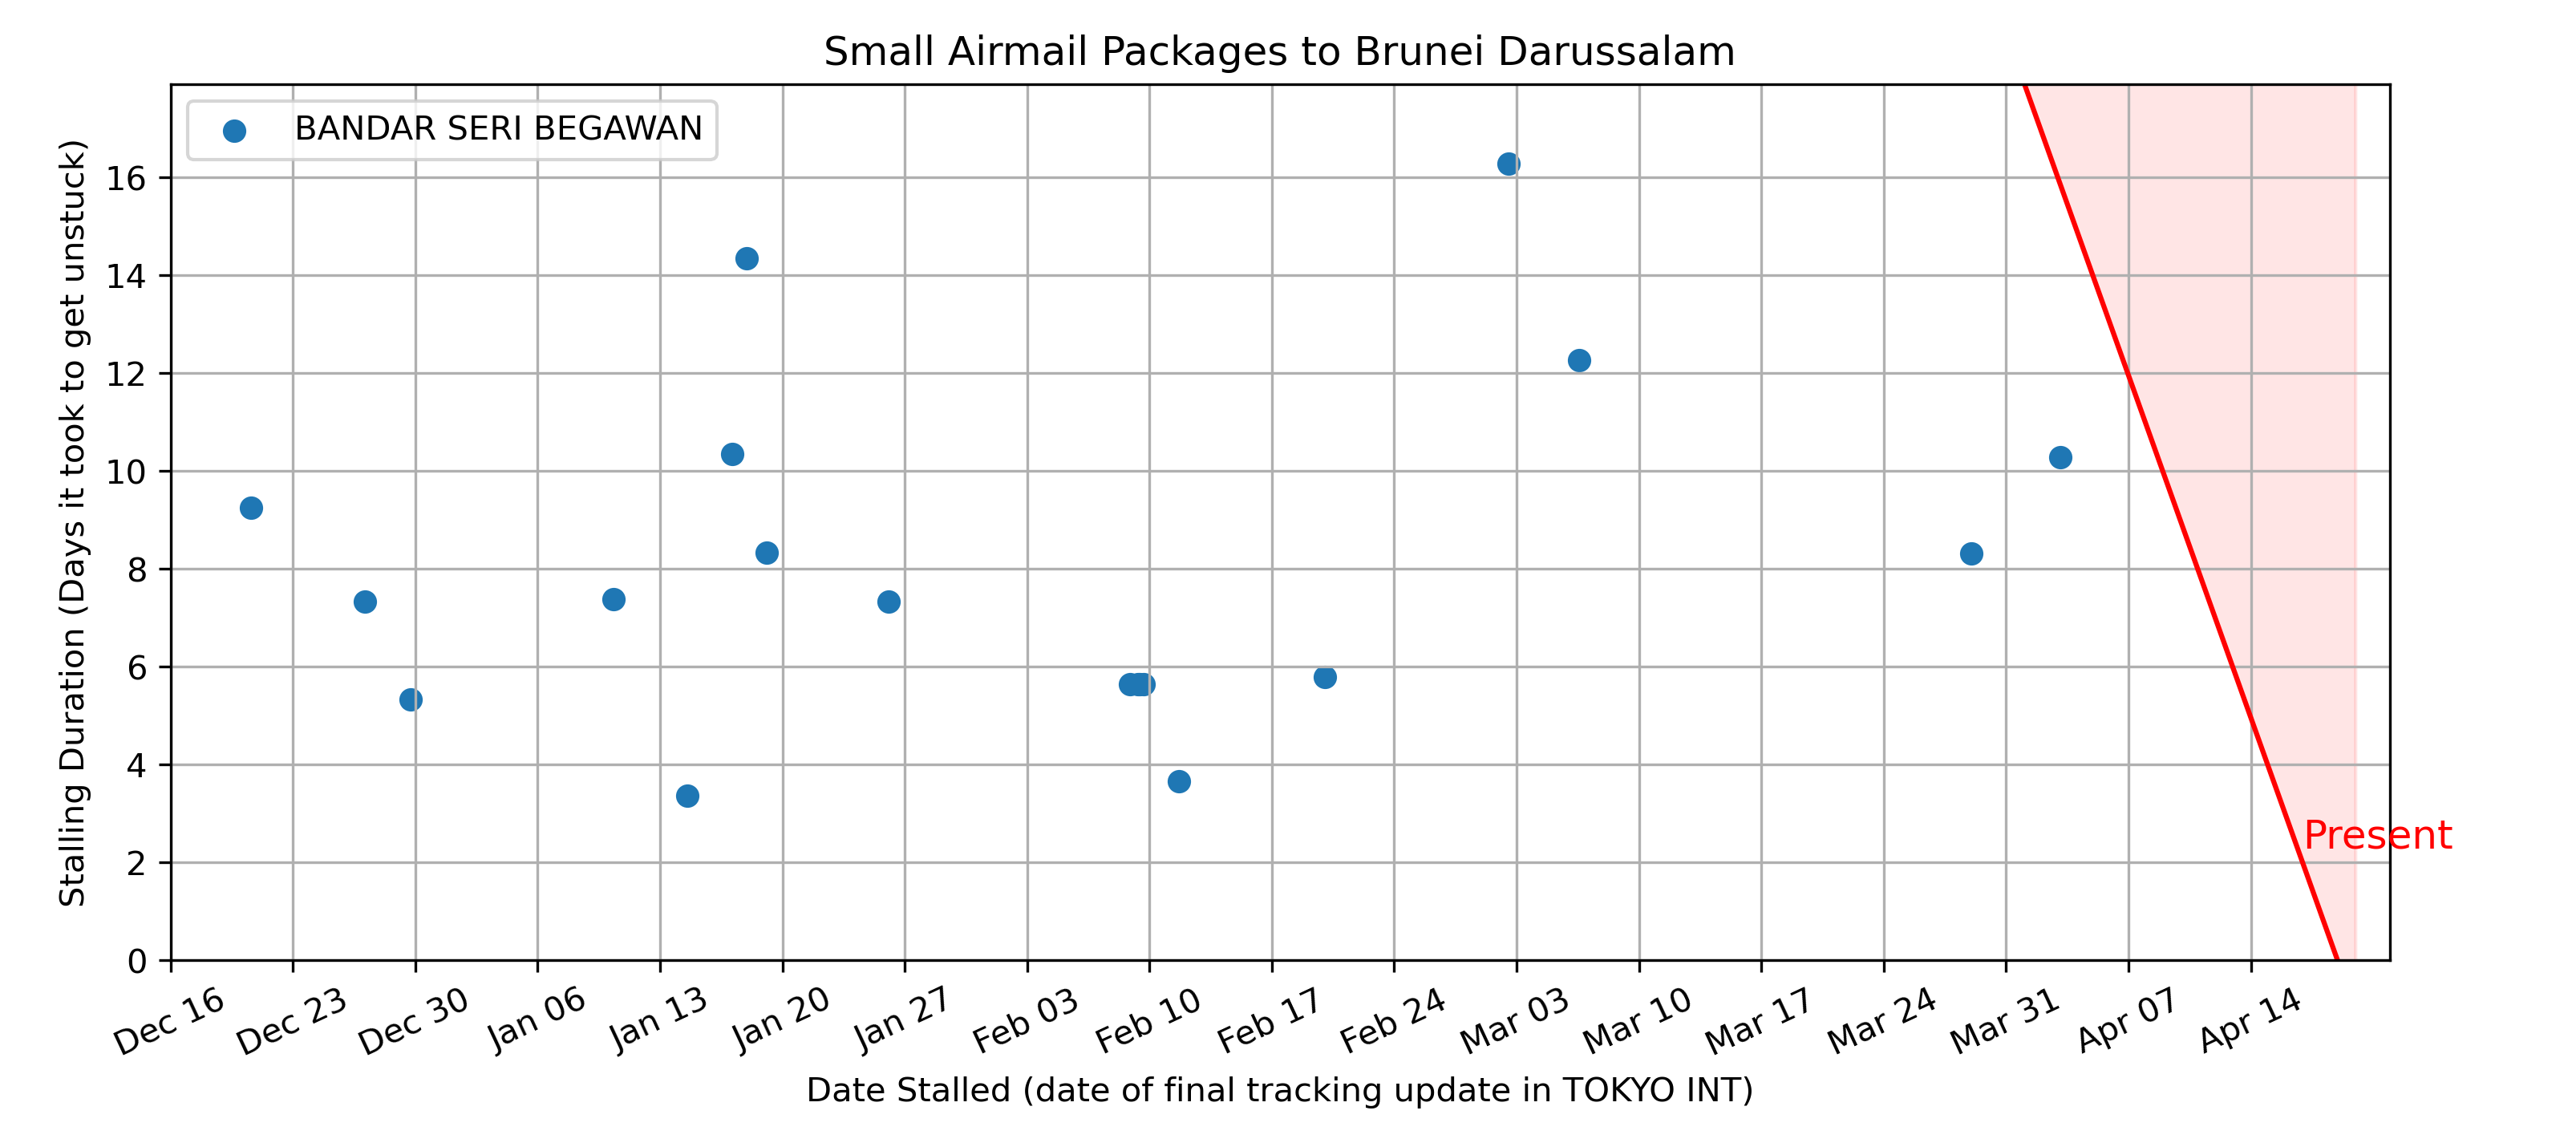 Small Airmail Packages to Brunei Darussalam
BANDAR SERI BEGAWAN
Stalling Duration (Days it took to get unstuck)
16
14
12
10
8
6
4
2
0
Present
Dec 16
Dec 23
Dec 30
Jan 06
Jan 13
Jan 20
Jan 27
Feb 03
Feb 10
Feb 17
Feb 24
Mar 03
Mar 10
Mar 17
Mar 24
Mar 31
Apr 07
Apr 14
Date Stalled (date of final tracking update in TOKYO INT)